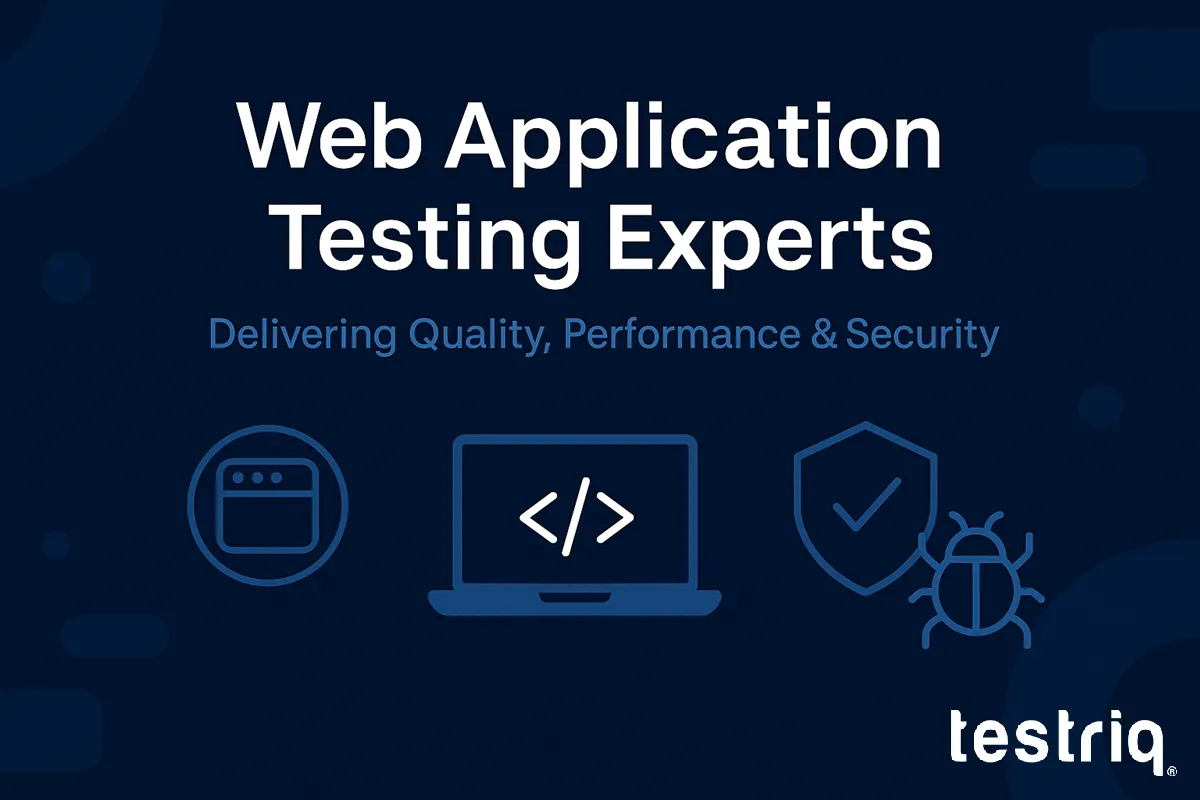 Web Application
Testing Experts
Delivering Quality, Performance & Security
</>
testriq®